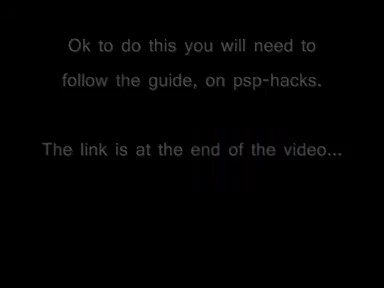 Ok to do this you will need to
follow the guide, on psp-hacks.
The link is at the end of the video...